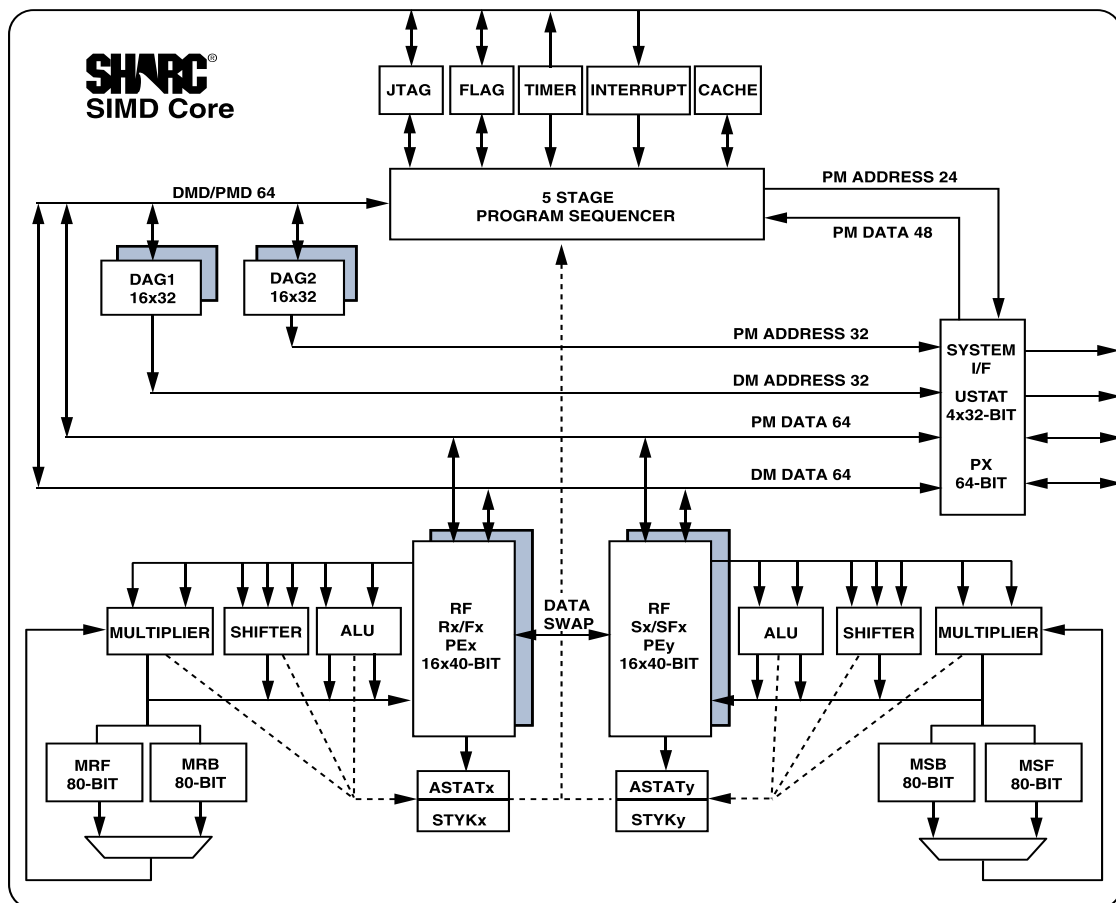 SHARC®
SIMD Core
JTAG
FLAG
TIMER
INTERRUPT
CACHE
5 STAGE
PROGRAM SEQUENCER
PM ADDRESS 24
PM DATA 48
DMD/PMD 64
DAG1
16x32
DAG2
16x32
PM ADDRESS 32
DM ADDRESS 32
PM DATA 64
DM DATA 64
SYSTEM
I/F
USTAT
4x32-BIT
PX
64-BIT
MULTIPLIER
SHIFTER
ALU
RF
Rx/Fx
PEx
16x40-BIT
DATA
SWAP
RF
Sx/SFx
PEy
16x40-BIT
ALU
SHIFTER
MULTIPLIER
MRF
80-BIT
MRB
80-BIT
ASTATx
STYKx
ASTATy
STYKy
MSB
80-BIT
MSF
80-BIT